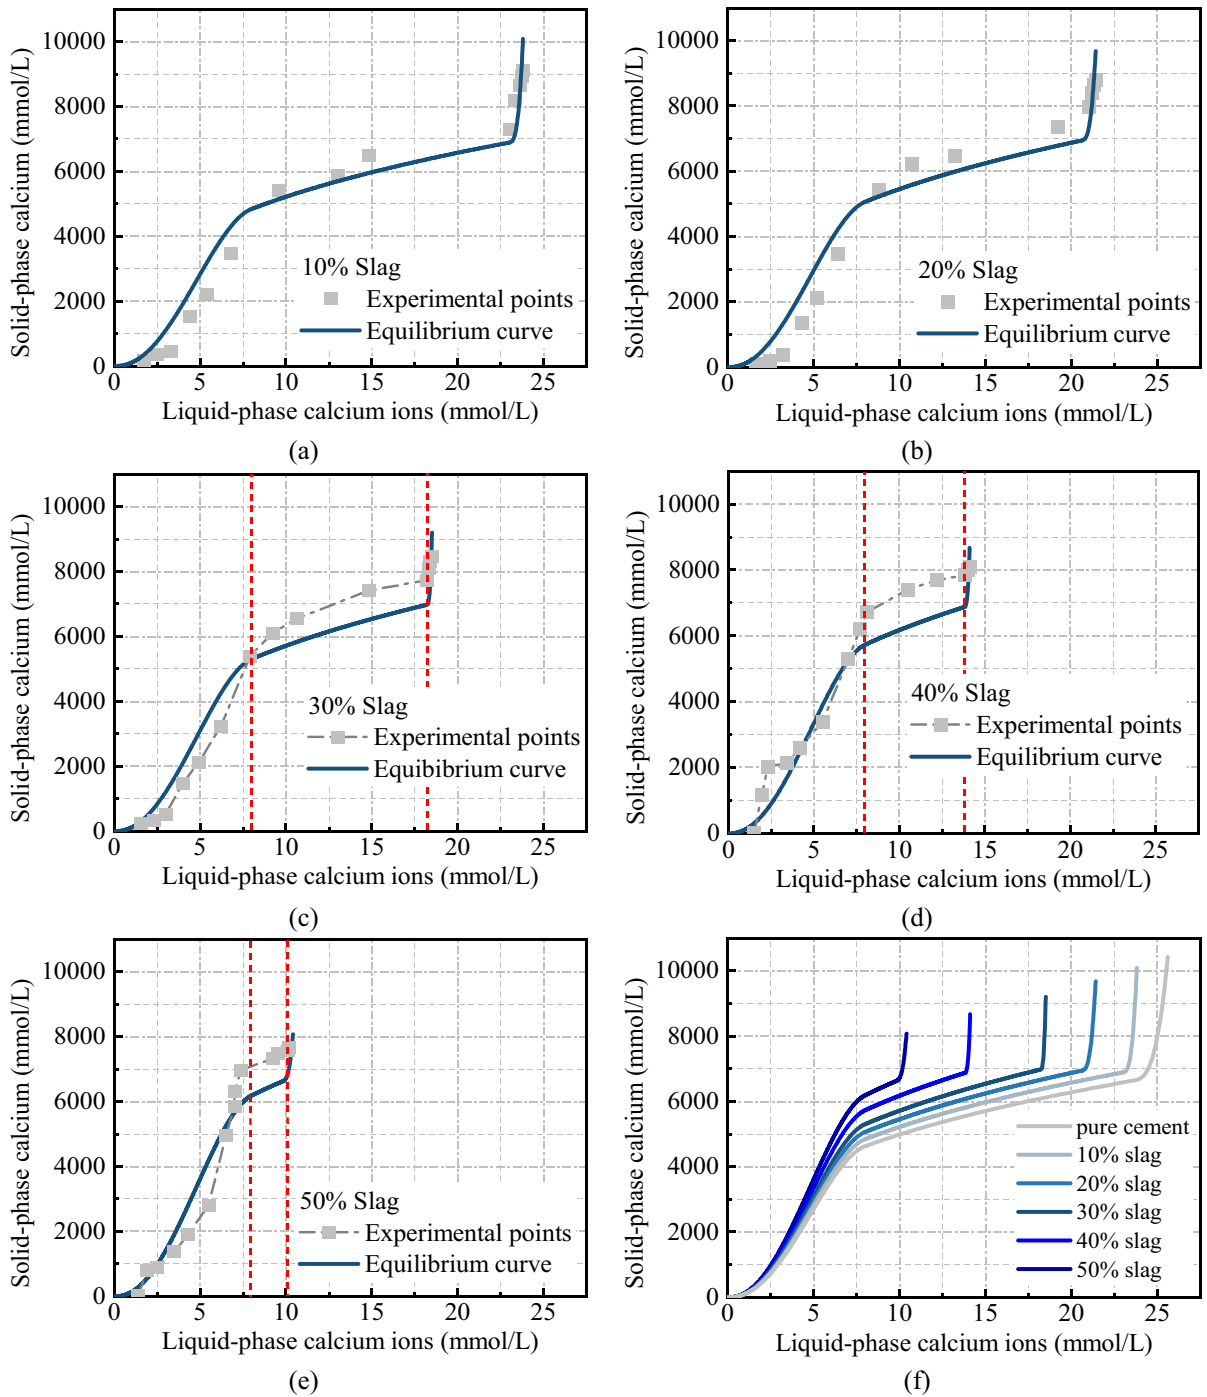 10000
8000
6000
4000
2000
0
Solid-phase calcium (mmol/L)
10% Slag
Experimental points
Equilibrium curve
0 5 10 15 20 25
Liquid-phase calcium ions (mmol/L)
(a)
10000
8000
6000
4000
2000
0
Solid-phase calcium (mmol/L)
20% Slag
Experimental points
Equilibrium curve
0 5 10 15 20 25
Liquid-phase calcium ions (mmol/L)
(b)
10000
8000
6000
4000
2000
0
Solid-phase calcium (mmol/L)
30% Slag
Experimental points
Equibibrium curve
0 5 10 15 20 25
Liquid-phase calcium ions (mmol/L)
(c)
10000
8000
6000
4000
2000
0
Solid-phase calcium (mmol/L)
40% Slag
Experimental points
Equilibrium curve
0 5 10 15 20 25
Liquid-phase calcium ions (mmol/L)
(d)
10000
8000
6000
4000
2000
0
Solid-phase calcium (mmol/L)
50% Slag
Experimental points
Equilibrium curve
0 5 10 15 20 25
Liquid-phase calcium ions (mmol/L)
(e)
10000
8000
6000
4000
2000
0
Solid-phase calcium (mmol/L)
pure cement
10% slag
20% slag
30% slag
40% slag
50% slag
0 5 10 15 20 25
Liquid-phase calcium ions (mmol/L)
(f)